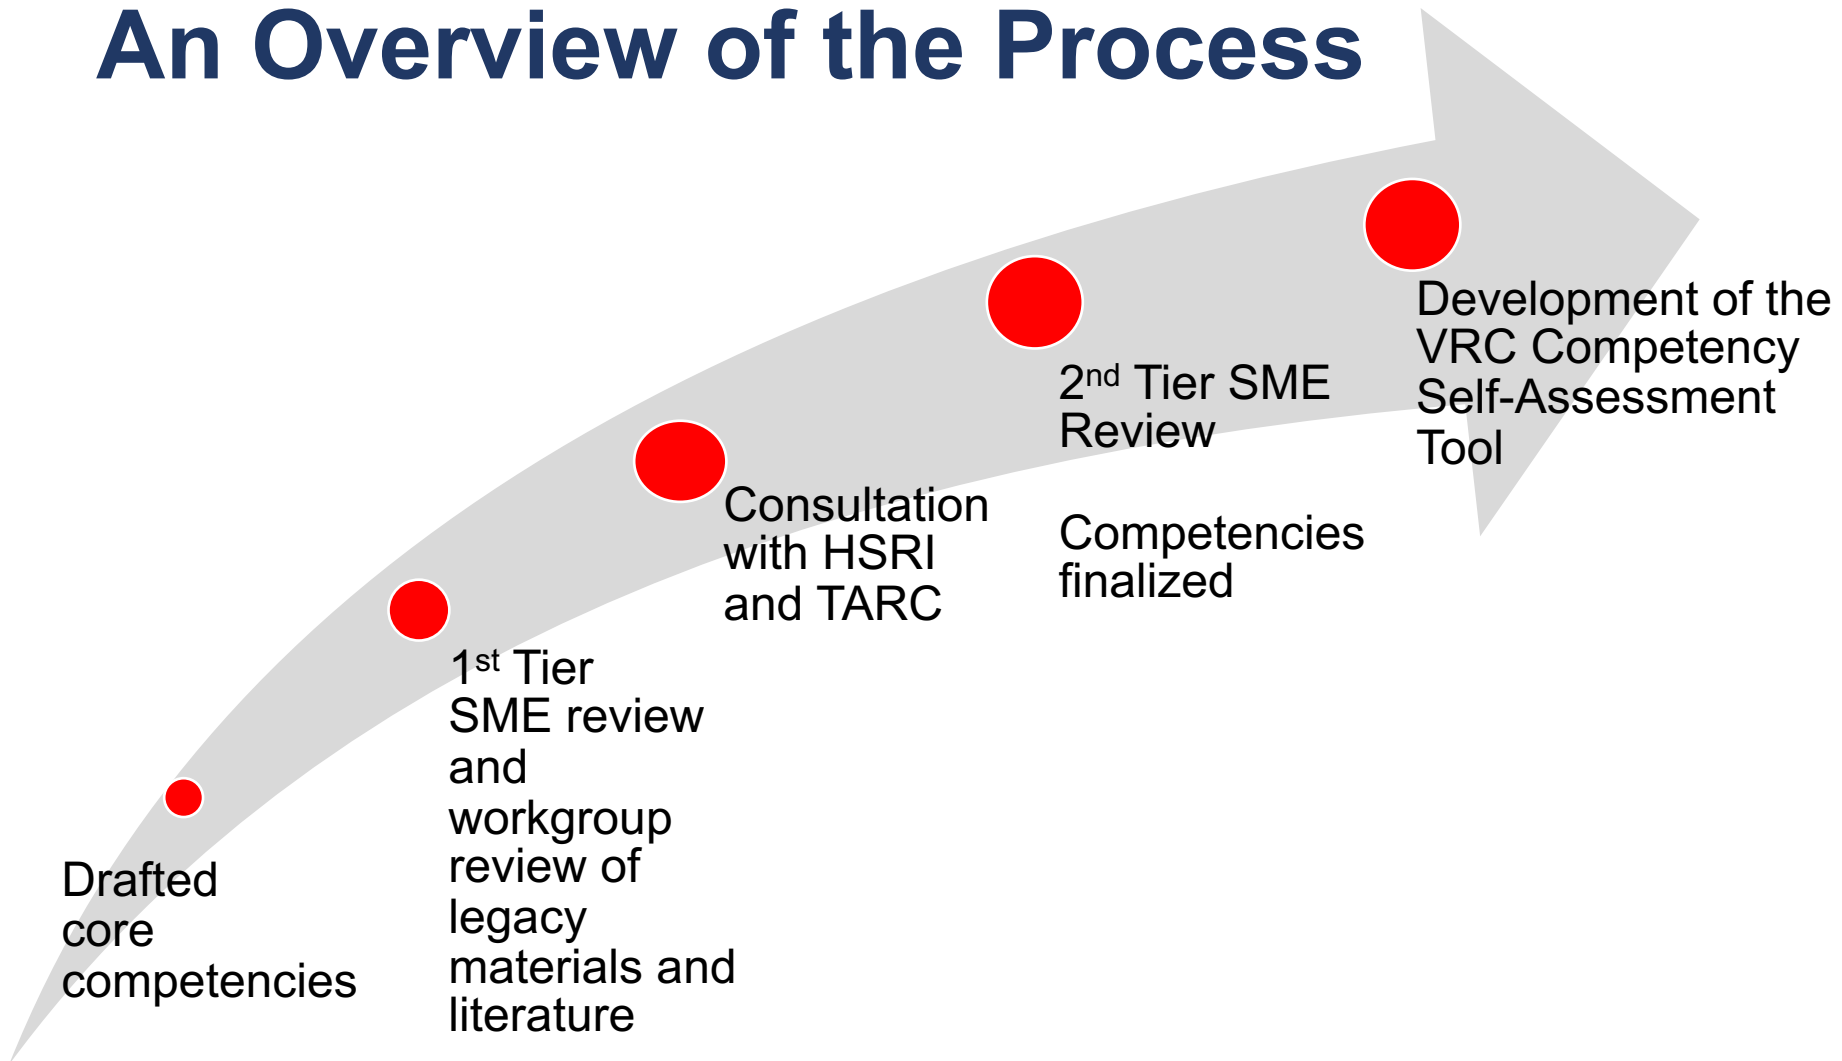 An Overview of the Process
Drafted
core
competencies
1st Tier
SME review
and
workgroup
review of
legacy
materials and
literature
Consultation
with HSRI
and TARC
2nd Tier SME
Review
Competencies
finalized
Development of the
VRC Competency
Self-Assessment
Tool